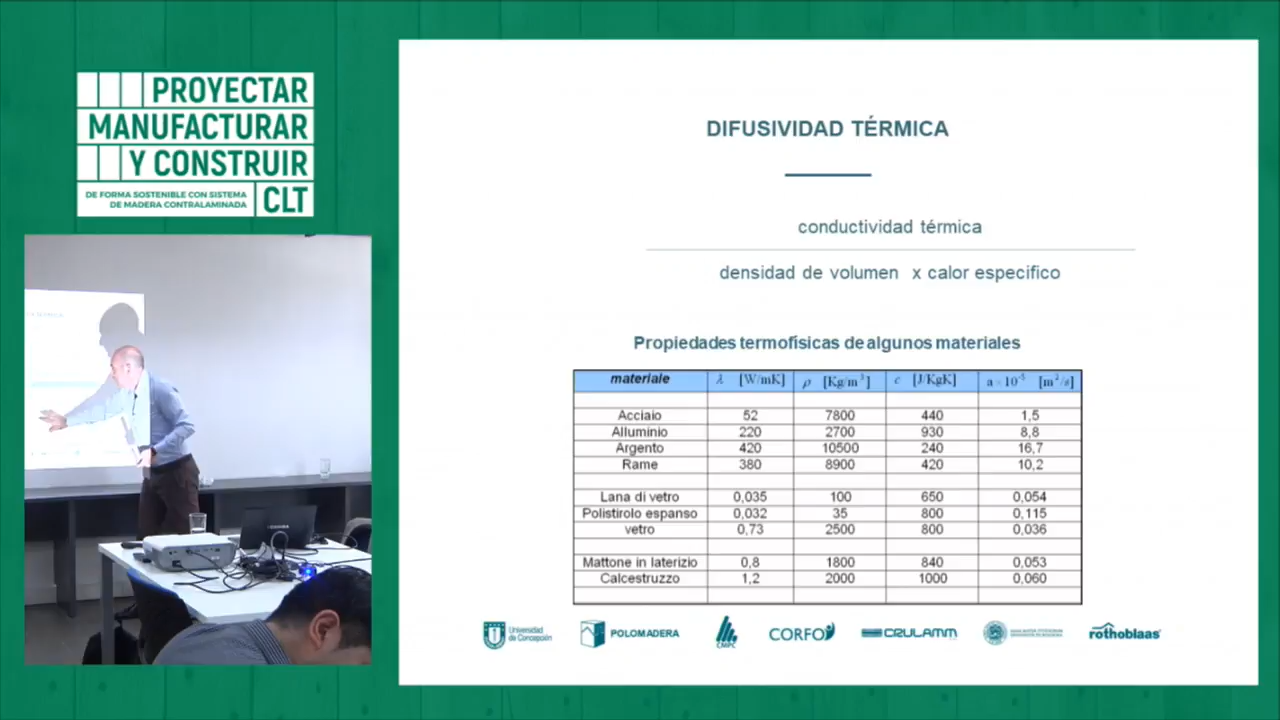 PROYECTAR
MANUFACTURAR
Y CONSTRUIR
DE FORMA SOSTENIBLE CON SISTEMA
DE MADERA CONTRALAMINADA
CLT
DIFUSIVIDAD TÉRMICA
conductividad térmica
densidad de volumen x calor especifico
Propiedades termofísicas de algunos materiales
materiale λ [W/mK] ρ [Kg/m³] c [J/KgK] a×10⁻⁵ [m²/s]
Acciaio 52 7800 440 1,5
Alluminio 220 2700 930 8,8
Argento 420 10500 240 16,7
Rame 380 8900 420 10,2
Lana di vetro 0,035 100 650 0,054
Polistirolo espanso 0,032 35 800 0,115
vetro 0,73 2500 800 0,036
Mattone in laterizio 0,8 1800 840 0,053
Calcestruzzo 1,2 2000 1000 0,060
Universidad de Concepción
POLOMADERA
CMPC
CORFO
CRULAMM
rothoblaas